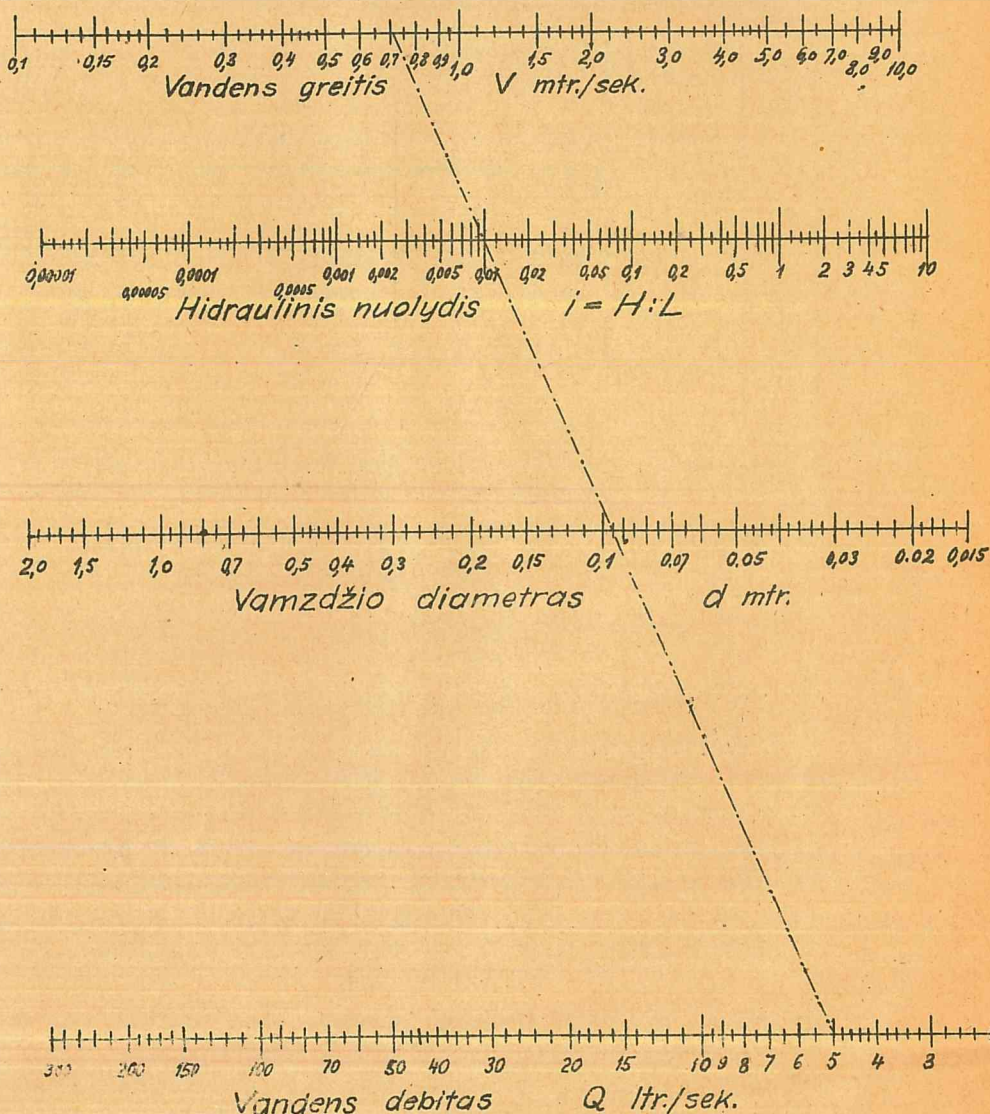 0,1 0,15 0,2 0,3 0,4 0,5 0,6 0,7 0,8 0,9 1,0 1,5 2,0 3,0 4,0 5,0 6,0 7,0 8,0 9,0 10,0
Vandens greitis V mtr./sek.
0,00001 0,00005 0,0001 0,0005 0,001 0,002 0,005 0,01 0,02 0,05 0,1 0,2 0,5 1 2 3 4 5 10
Hidraulinis nuolydis i = H:L
2,0 1,5 1,0 0,7 0,5 0,4 0,3 0,2 0,15 0,1 0,07 0,05 0,03 0.02 0,015
Vamzdžio diametras d mtr.
300 200 150 100 70 50 40 30 20 15 10 9 8 7 6 5 4 3
Vandens debitas Q ltr./sek.